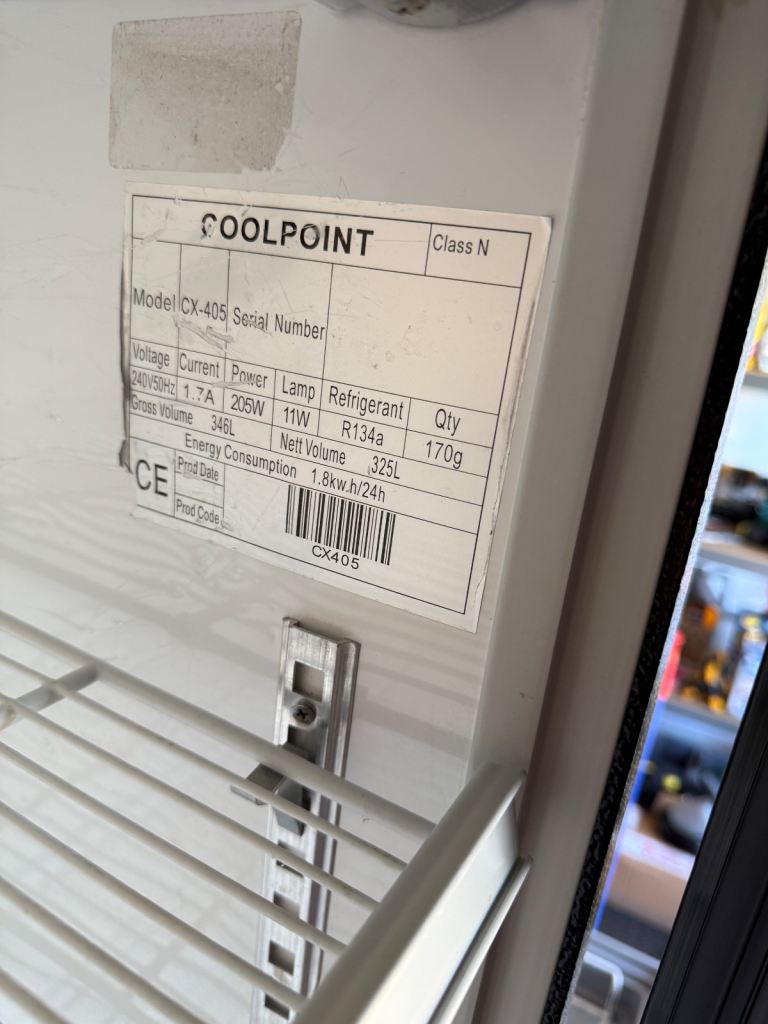 COOLPOINT
Class N
Model CX-405 Serial Number
Voltage Current Power Lamp Refrigerant Qty
240V50Hz 1.7A 205W 11W R134a 170g
Gross Volume 346L Nett Volume 325L
Energy Consumption 1.8kw.h/24h
CE
Prod Date
Prod Code
CX405